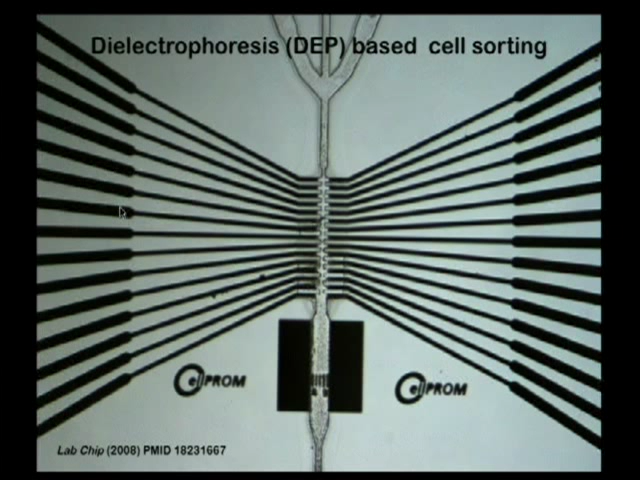 Dielectrophoresis (DEP) based cell sorting
CellPROM
CellPROM
Lab Chip (2008) PMID 18231667